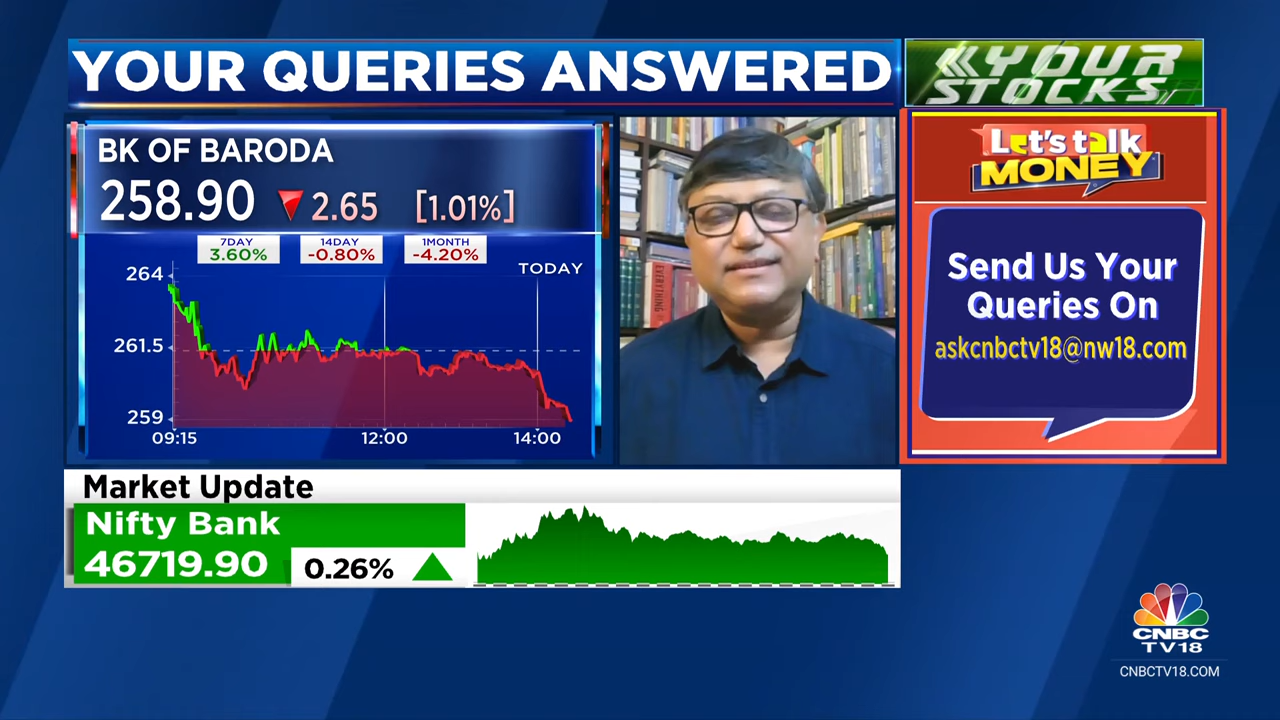 YOUR QUERIES ANSWERED
YOUR
STOCKS
BK OF BARODA
258.90 2.65 [1.01%]
7DAY
3.60%
14DAY
-0.80%
1MONTH
-4.20%
TODAY
264
261.5
259
09:15 12:00 14:00
EVERYTHING
Let's talk
MONEY
Send Us Your
Queries On
askcnbctv18@nw18.com
Market Update
Nifty Bank
46719.90 0.26%
CNBC
TV18
CNBCTV18.COM